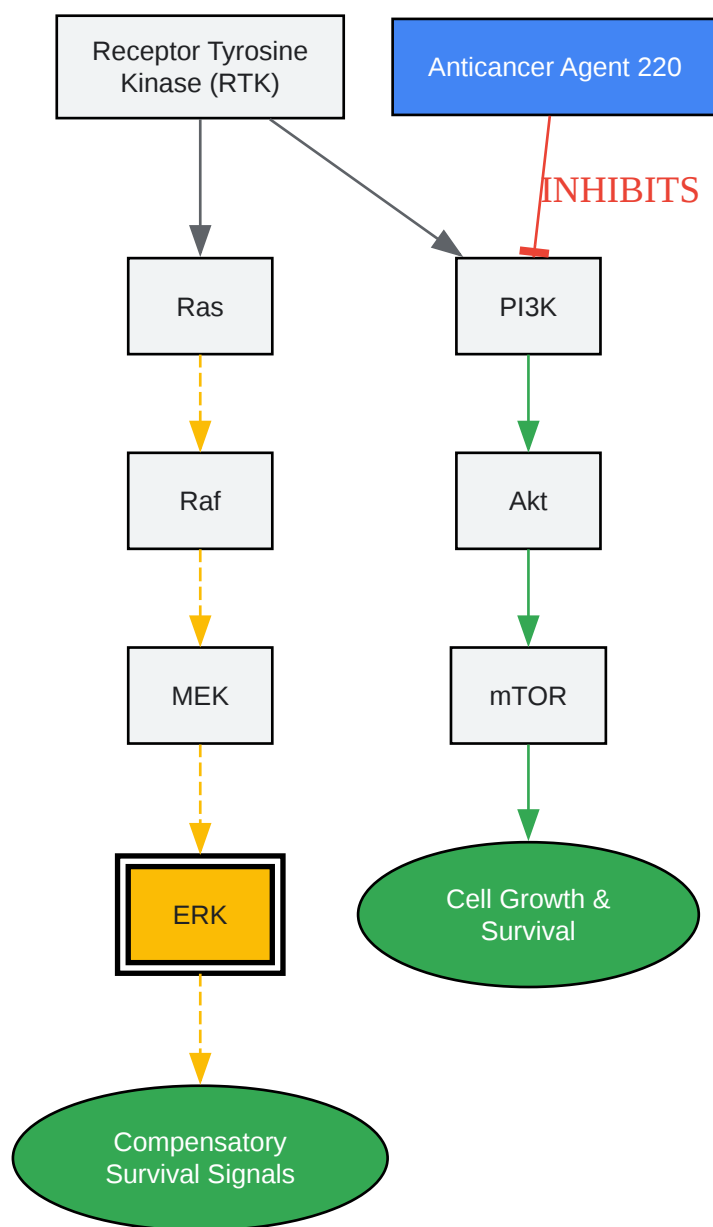 Receptor Tyrosine
Kinase (RTK)
Anticancer Agent 220
INHIBITS
Ras
PI3K
Raf
Akt
MEK
mTOR
ERK
Cell Growth &
Survival
Compensatory
Survival Signals